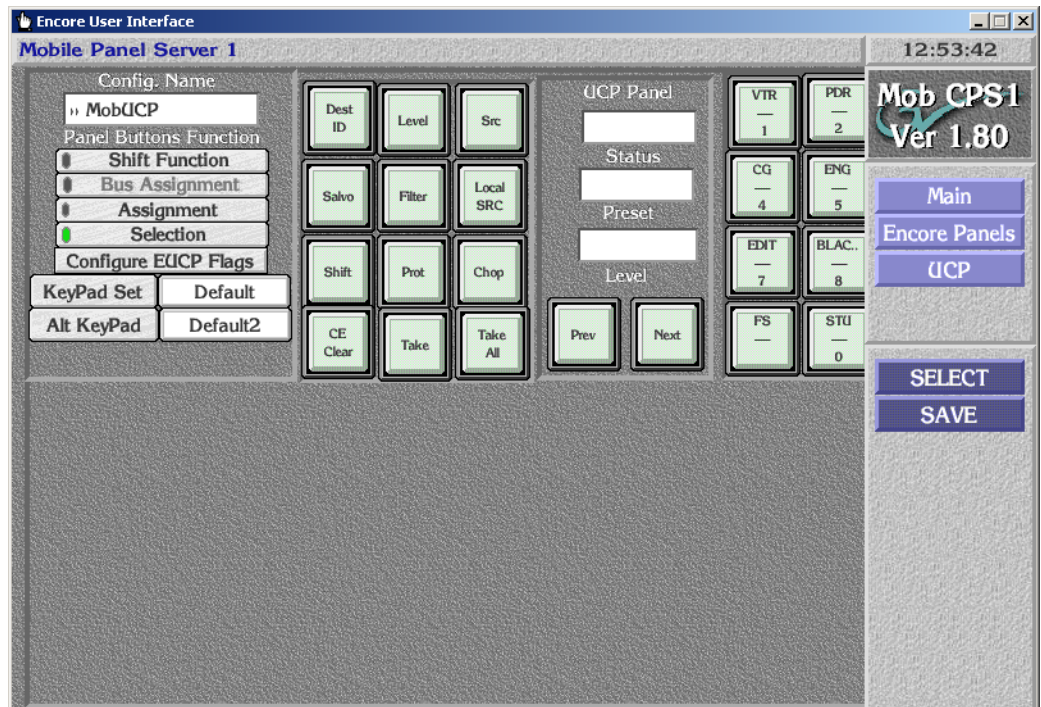 Encore User Interface
Mobile Panel Server 1
12:53:42
Config. Name
›› MobUCP
Panel Buttons Function
Shift Function
Bus Assignment
Assignment
Selection
Configure EUCP Flags
KeyPad Set Default
Alt KeyPad Default2
Dest ID
Level
Src
Salvo
Filter
Local SRC
Shift
Prot
Chop
CE Clear
Take
Take All
UCP Panel
Status
Preset
Level
Prev
Next
VTR — 1
PDR — 2
CG — 4
ENG — 5
EDIT — 7
BLAC.. — 8
FS —
STU — 0
Mob CPS1
Ver 1.80
Main
Encore Panels
UCP
SELECT
SAVE